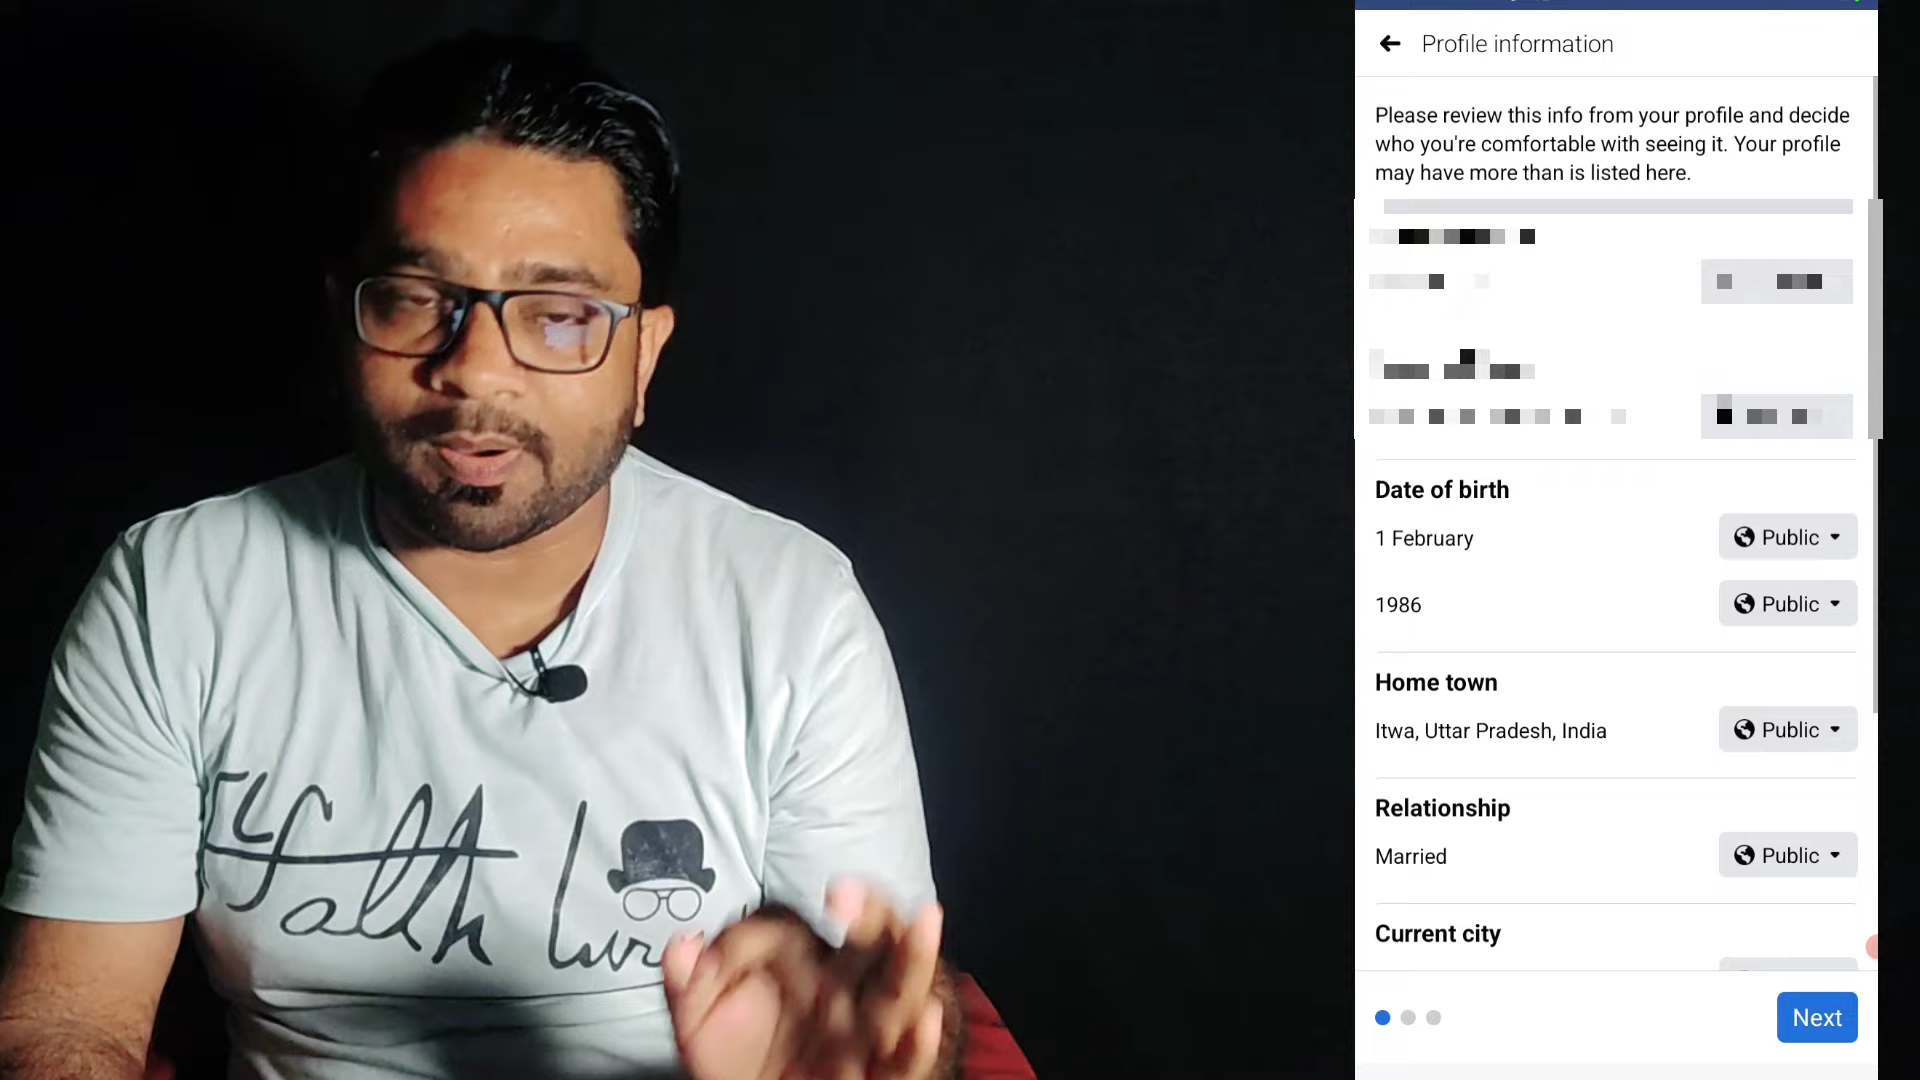 Profile information
Please review this info from your profile and decide
who you're comfortable with seeing it. Your profile
may have more than is listed here.
Date of birth
1 February
Public
1986
Public
Home town
Itwa, Uttar Pradesh, India
Public
Relationship
Married
Public
Current city
Next